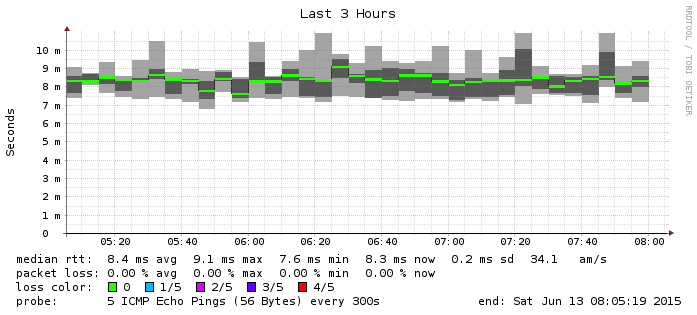 Last 3 Hours
RRDTOOL / TOBI OETIKER
Seconds
10 m
9 m
8 m
7 m
6 m
5 m
4 m
3 m
2 m
1 m
0
05:20 05:40 06:00 06:20 06:40 07:00 07:20 07:40 08:00
median rtt: 8.4 ms avg 9.1 ms max 7.6 ms min 8.3 ms now 0.2 ms sd 34.1 am/s
packet loss: 0.00 % avg 0.00 % max 0.00 % min 0.00 % now
loss color: 0 1/5 2/5 3/5 4/5
probe: 5 ICMP Echo Pings (56 Bytes) every 300s end: Sat Jun 13 08:05:19 2015